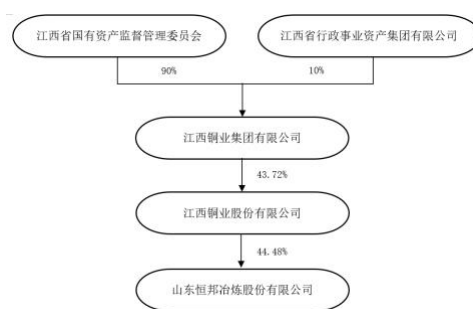 江西省国有资产监督管理委员会
江西省行政事业资产集团有限公司
90%
10%
江西铜业集团有限公司
43.72%
江西铜业股份有限公司
44.48%
山东恒邦冶炼股份有限公司